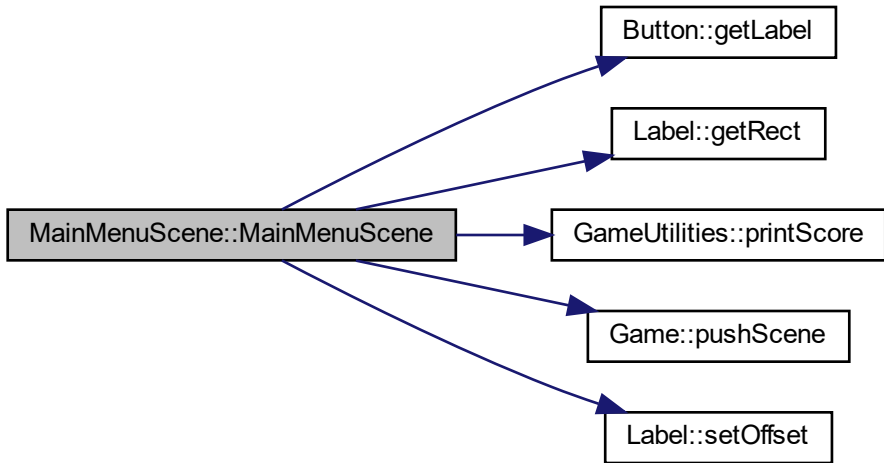 Button::getLabel
Label::getRect
MainMenuScene::MainMenuScene
GameUtilities::printScore
Game::pushScene
Label::setOffset